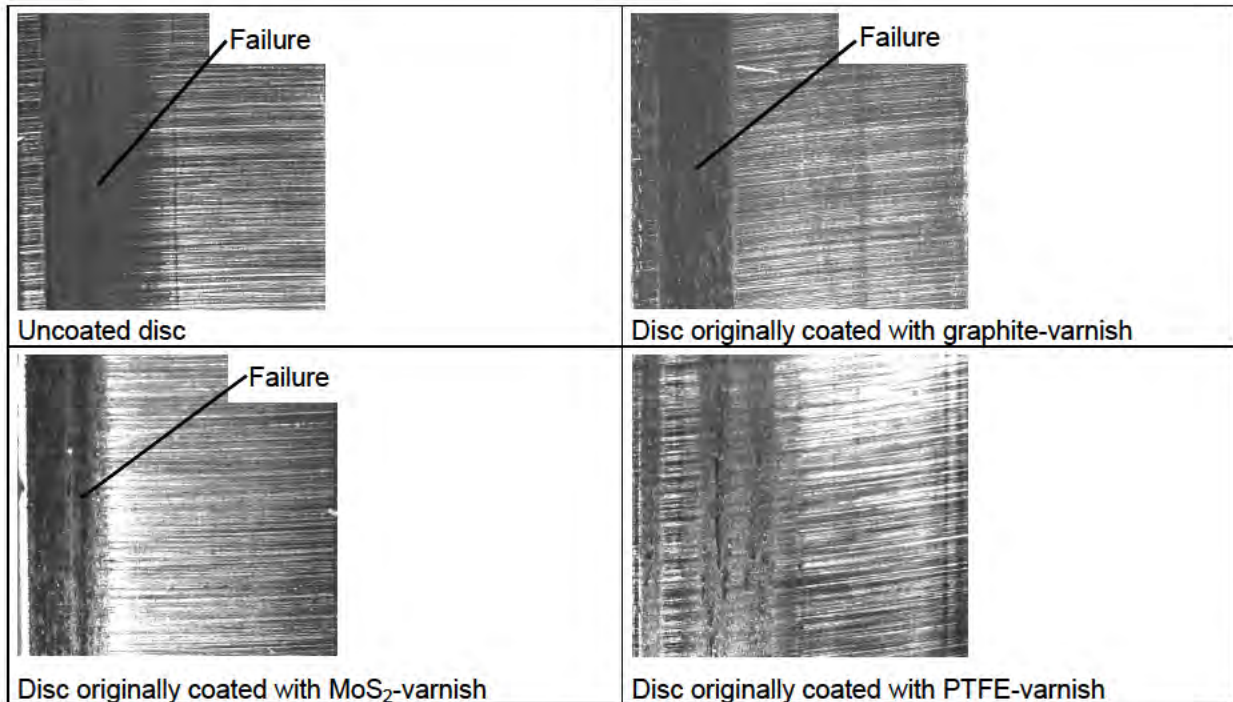 Failure
Uncoated disc
Failure
Disc originally coated with graphite-varnish
Failure
Disc originally coated with MoS₂-varnish
Disc originally coated with PTFE-varnish